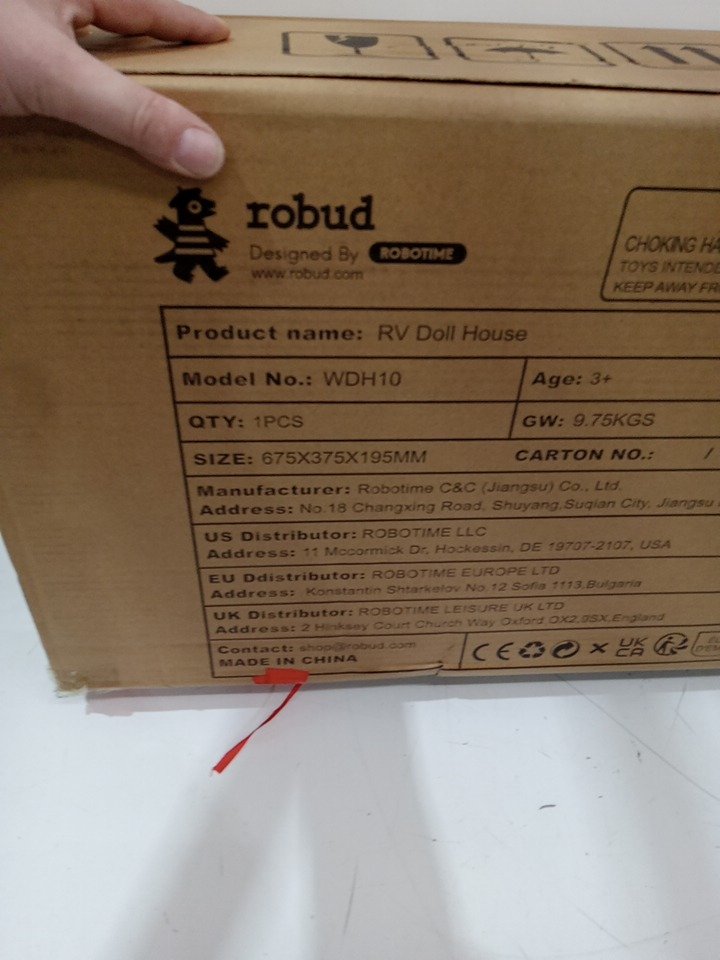 robud
Designed By ROBOTIME
www.robud.com
CHOKING HA
TOYS INTENDE
KEEP AWAY FR
Product name: RV Doll House
Model No.: WDH10
Age: 3+
QTY: 1PCS
GW: 9.75KGS
SIZE: 675X375X195MM
CARTON NO.: /
Manufacturer: Robotime C&C (Jiangsu) Co., Ltd.
Address: No.18 Changxing Road, Shuyang,Suqian City, Jiangsu
US Distributor: ROBOTIME LLC
Address: 11 Mccormick Dr, Hockessin, DE 19707-2107, USA
EU Ddistributor: ROBOTIME EUROPE LTD
Address: Konstantin Shtarkelov No.12 Sofia 1113,Bulgaria
UK Distributor: ROBOTIME LEISURE UK LTD
Address: 2 Hinksey Court Church Way Oxford OX2,9SX,England
Contact: shop@robud.com
MADE IN CHINA
CE
UK
CA